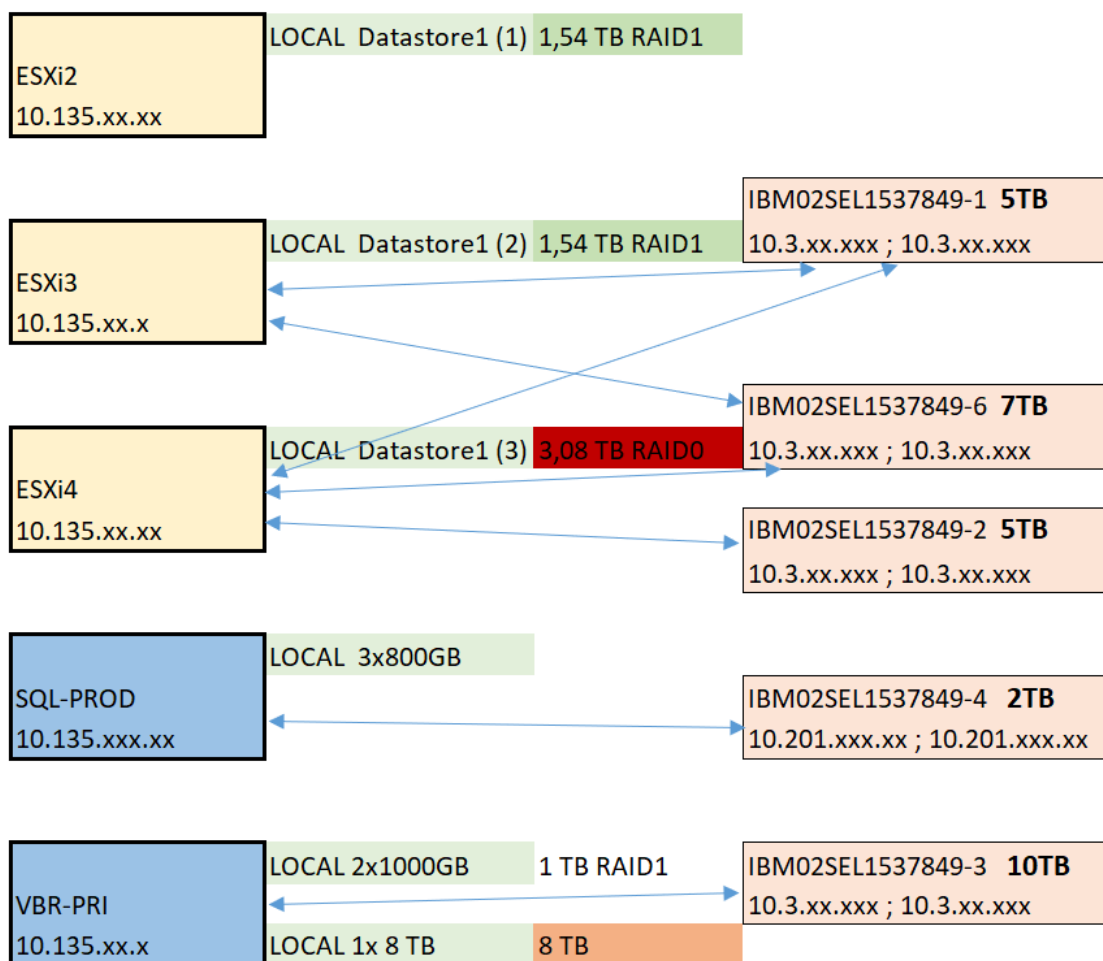 LOCAL  Datastore1 (1) 1,54 TB RAID1
ESXi2
10.135.xx.xx
IBM02SEL1537849-1  5TB
10.3.xx.xxx ; 10.3.xx.xxx
LOCAL  Datastore1 (2) 1,54 TB RAID1
ESXi3
10.135.xx.x
IBM02SEL1537849-6  7TB
10.3.xx.xxx ; 10.3.xx.xxx
LOCAL  Datastore1 (3) 3,08 TB RAID0
ESXi4
10.135.xx.xx
IBM02SEL1537849-2  5TB
10.3.xx.xxx ; 10.3.xx.xxx
LOCAL  3x800GB
SQL-PROD
10.135.xxx.xx
IBM02SEL1537849-4  2TB
10.201.xxx.xx ; 10.201.xxx.xx
LOCAL 2x1000GB 1 TB RAID1
VBR-PRI
10.135.xx.x
IBM02SEL1537849-3  10TB
10.3.xx.xxx ; 10.3.xx.xxx
LOCAL 1x 8 TB 8 TB